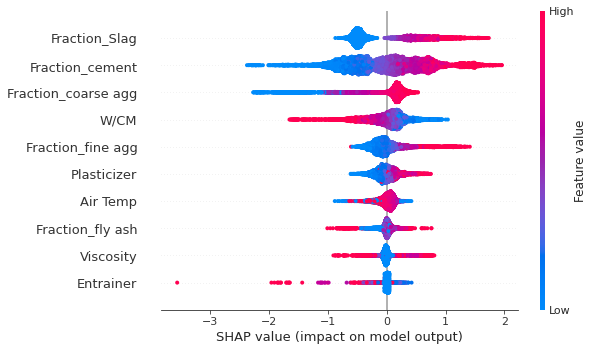 High
Fraction_Slag
Fraction_cement
Fraction_coarse agg
W/CM
Fraction_fine agg
Plasticizer
Air Temp
Fraction_fly ash
Viscosity
Entrainer
Feature value
Low
−3 −2 −1 0 1 2
SHAP value (impact on model output)